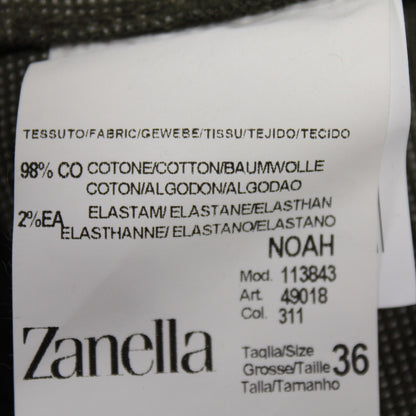 TESSUTO/FABRIC/GEWEBE/TISSU/TEJIDO/TECIDO
98% CO COTONE/COTTON/BAUMWOLLE
COTON/ALGODON/ALGODAO
2%EA ELASTAM/ELASTANE/ELASTHAN
ELASTHANNE/ELASTANO/ELASTANO
NOAH
Mod. 113843
Art. 49018
Col. 311
Zanella
Taglia/Size
Grosse/Taille 36
Talla/Tamanho